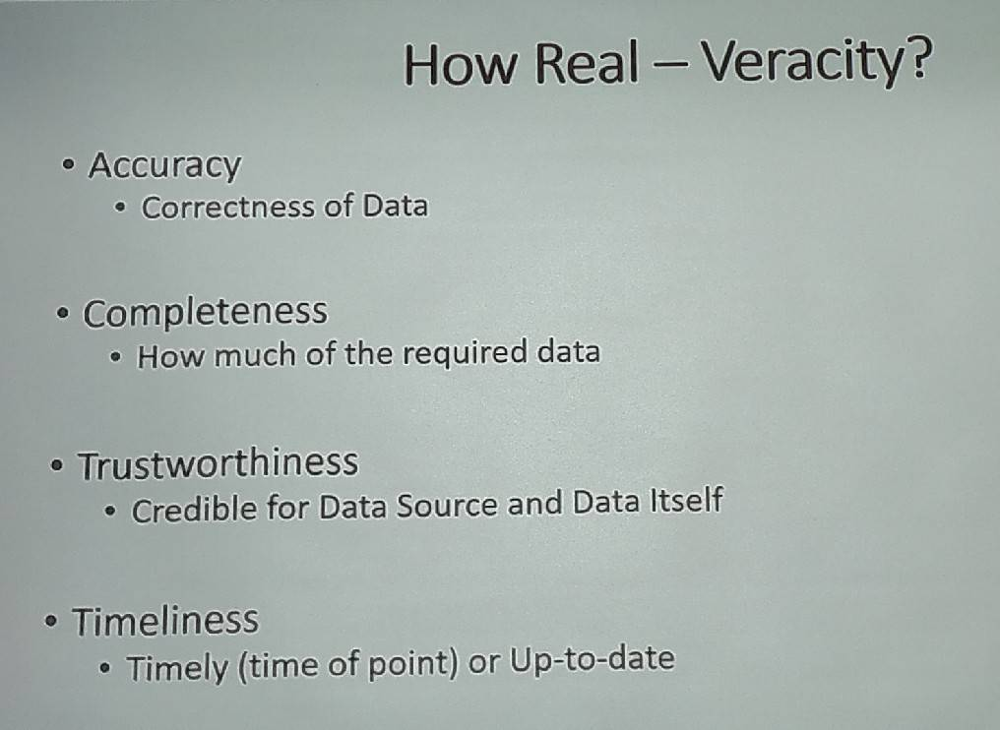 How Real – Veracity?
• Accuracy
• Correctness of Data
• Completeness
• How much of the required data
• Trustworthiness
• Credible for Data Source and Data Itself
• Timeliness
• Timely (time of point) or Up-to-date